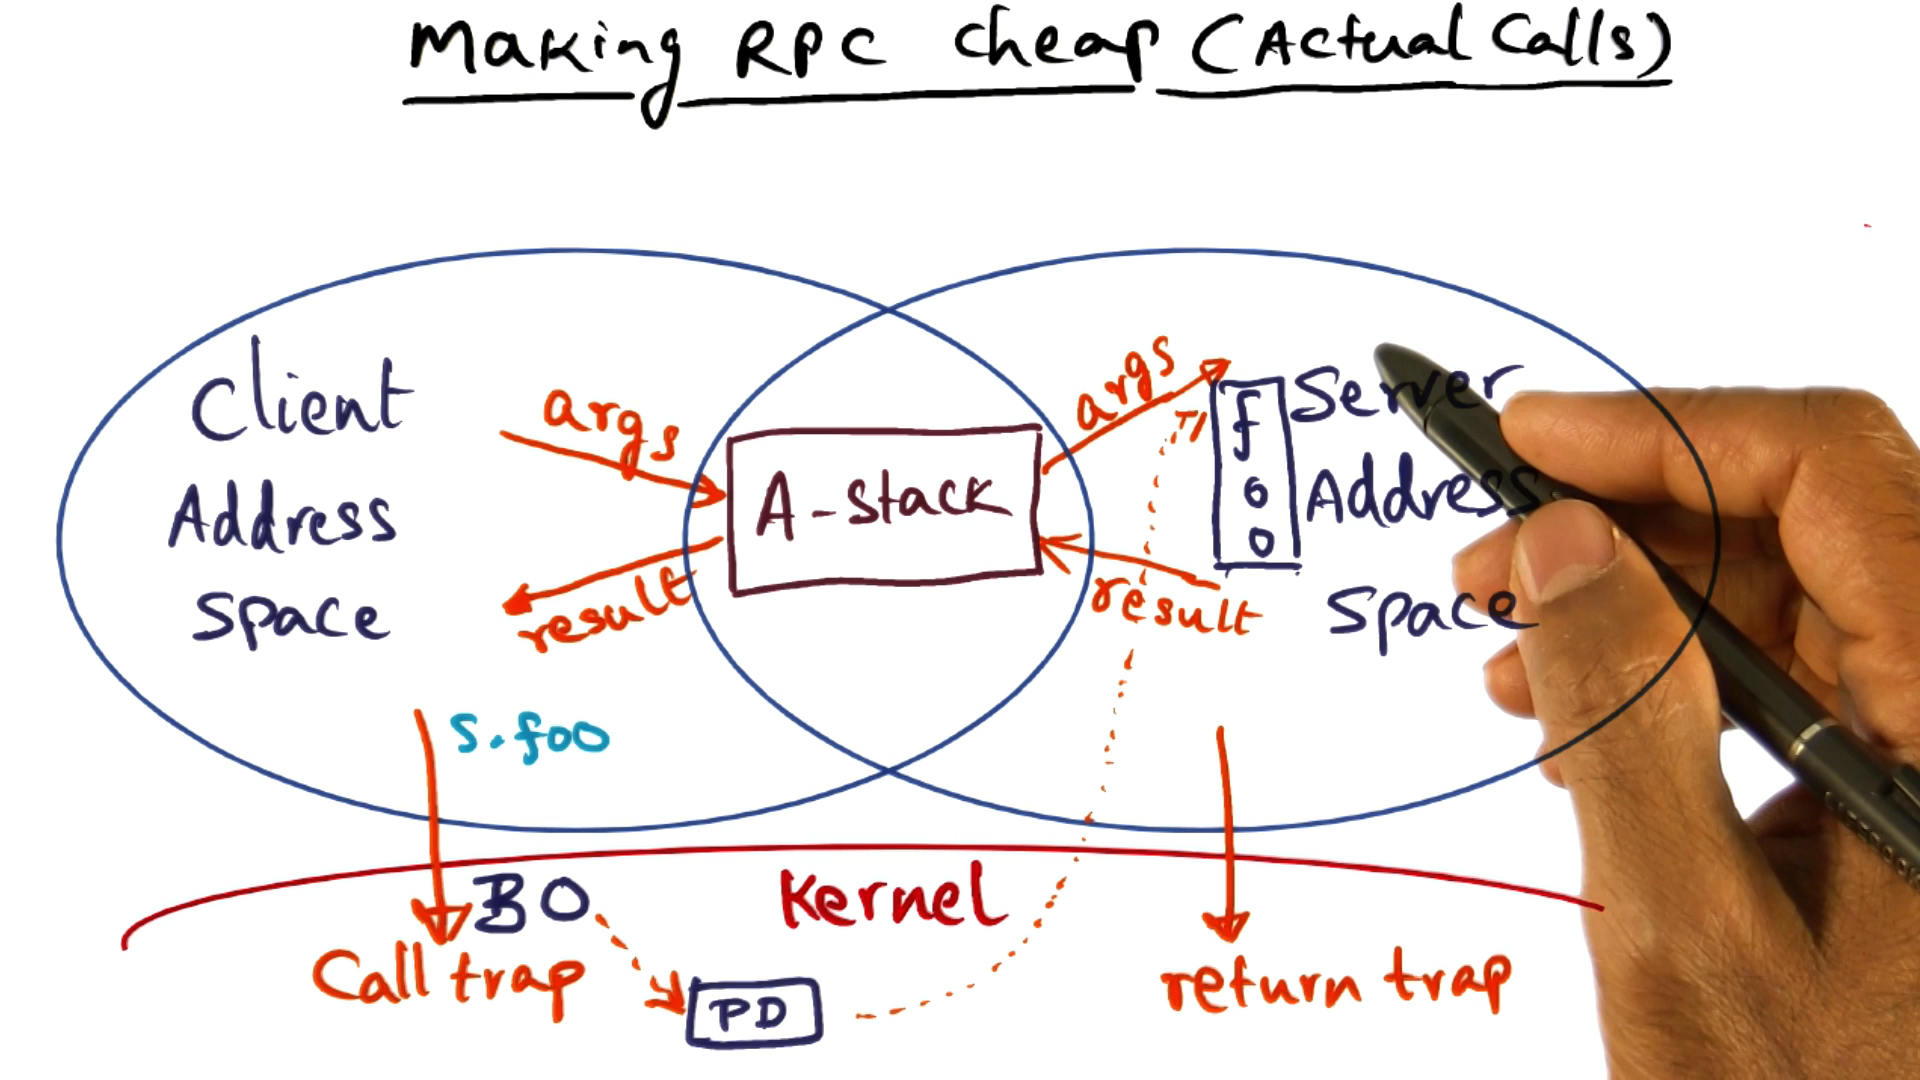 Making RPC cheap (Actual Calls)
Client
Address
Space
args
result
A-stack
args
result
foo
Server
Address
Space
S.foo
BO
Kernel
Call trap
PD
return trap